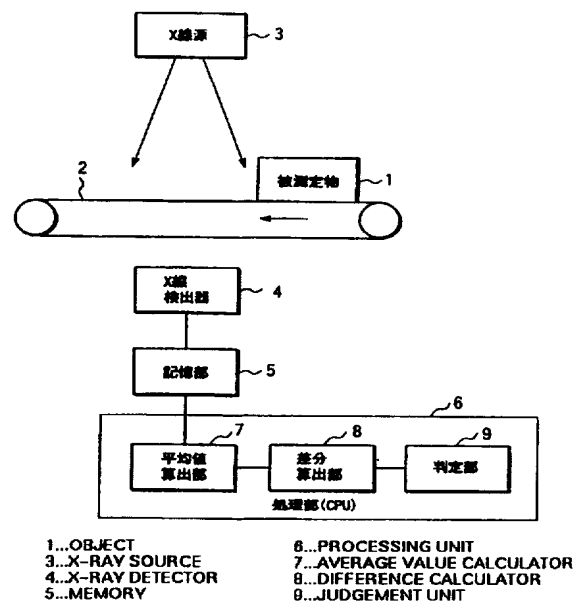 X線源
3
2
被測定物
1
X線
検出器
4
記憶部
5
6
7
8
9
平均値
算出部
差分
算出部
判定部
処理部(CPU)
1...OBJECT
3...X-RAY SOURCE
4...X-RAY DETECTOR
5...MEMORY
6...PROCESSING UNIT
7...AVERAGE VALUE CALCULATOR
8...DIFFERENCE CALCULATOR
9...JUDGEMENT UNIT